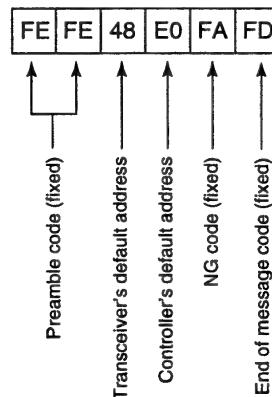 FE FE 48 E0 FA FD
Preamble code (fixed)
Transceiver's default address
Controller's default address
NG code (fixed)
End of message code (fixed)